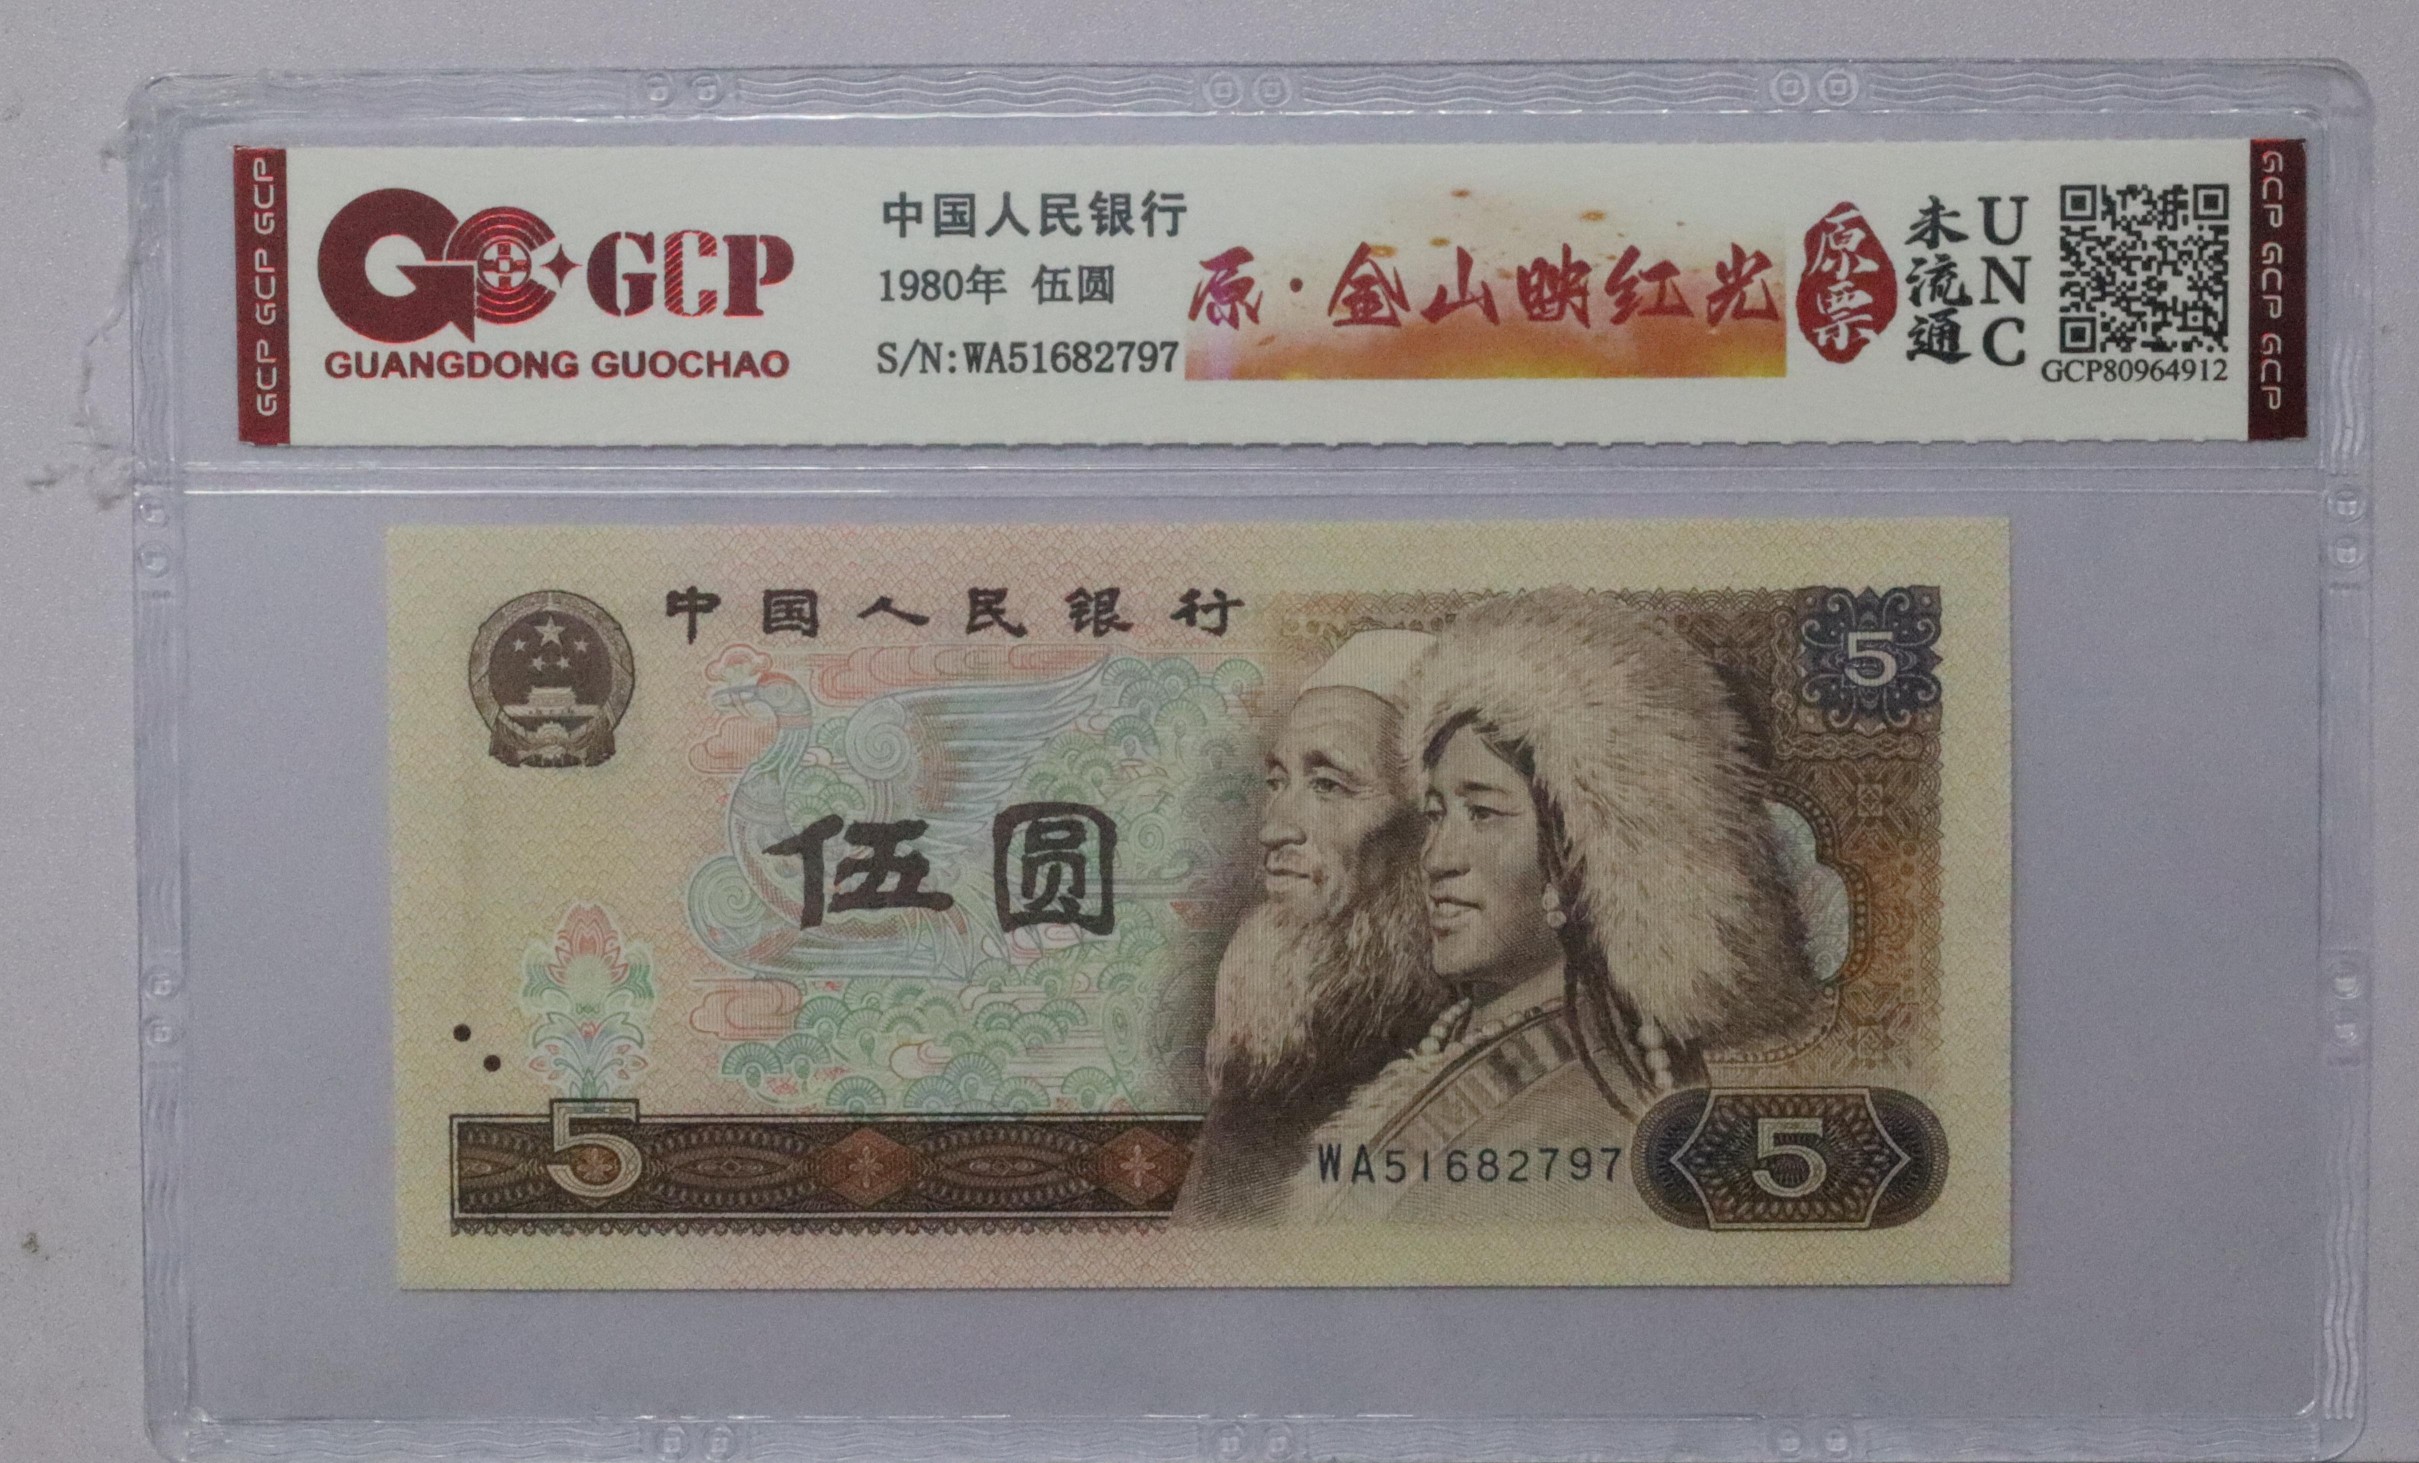 GCP GCP GCP
GCP
GUANGDONG GUOCHAO
中国人民银行
1980年 伍圆
S/N:WA51682797
原·金山映红光
原票
未流通
UNC
GCP80964912
GCP GCP GCP
中国人民银行
5
伍圆
5
WA51682797
5